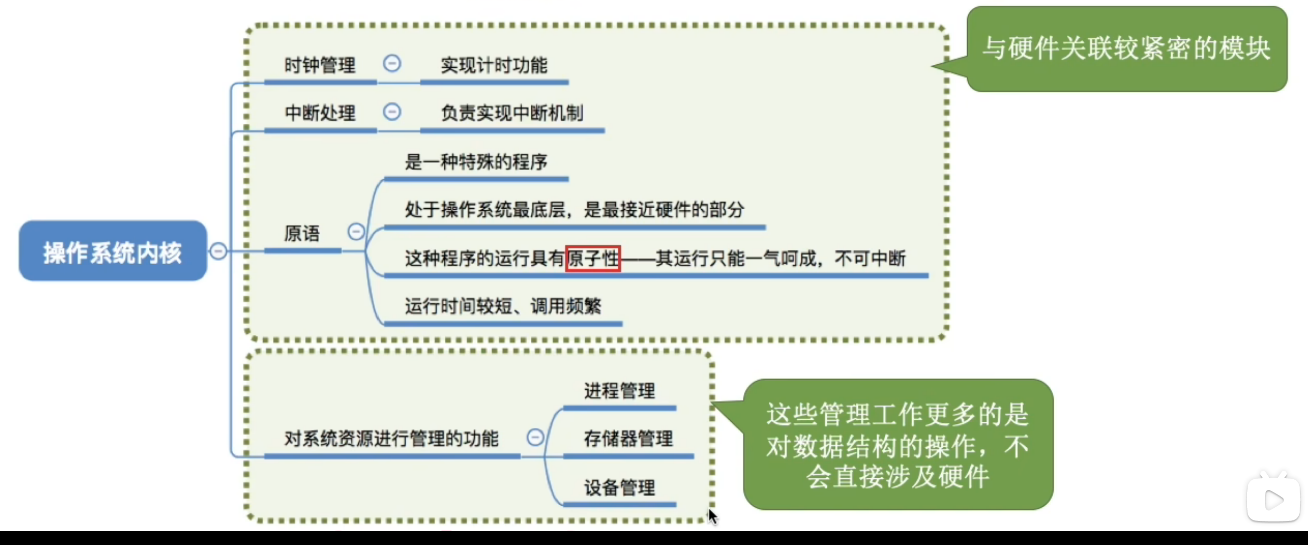 与硬件关联较紧密的模块
时钟管理
实现计时功能
中断处理
负责实现中断机制
原语
是一种特殊的程序
处于操作系统最底层，是最接近硬件的部分
这种程序的运行具有原子性——其运行只能一气呵成，不可中断
运行时间较短、调用频繁
操作系统内核
对系统资源进行管理的功能
进程管理
存储器管理
设备管理
这些管理工作更多的是
对数据结构的操作，不
会直接涉及硬件